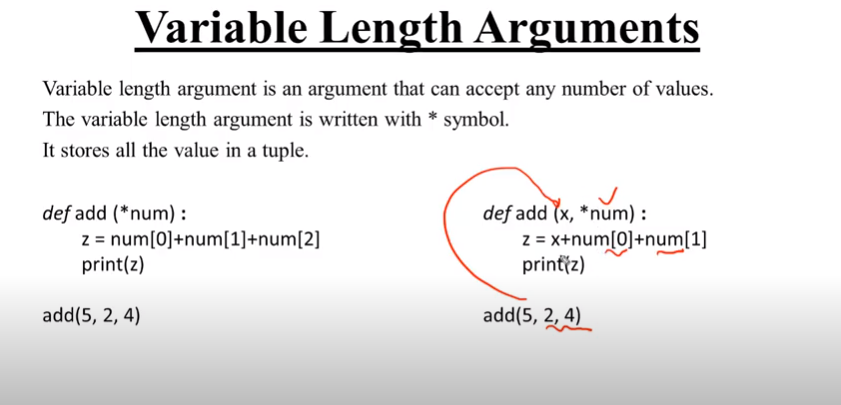 Variable Length Arguments
Variable length argument is an argument that can accept any number of values.
The variable length argument is written with * symbol.
It stores all the value in a tuple.
def add (*num) :
z = num[0]+num[1]+num[2]
print(z)
add(5, 2, 4)
def add (x, *num) :
z = x+num[0]+num[1]
print(z)
add(5, 2, 4)